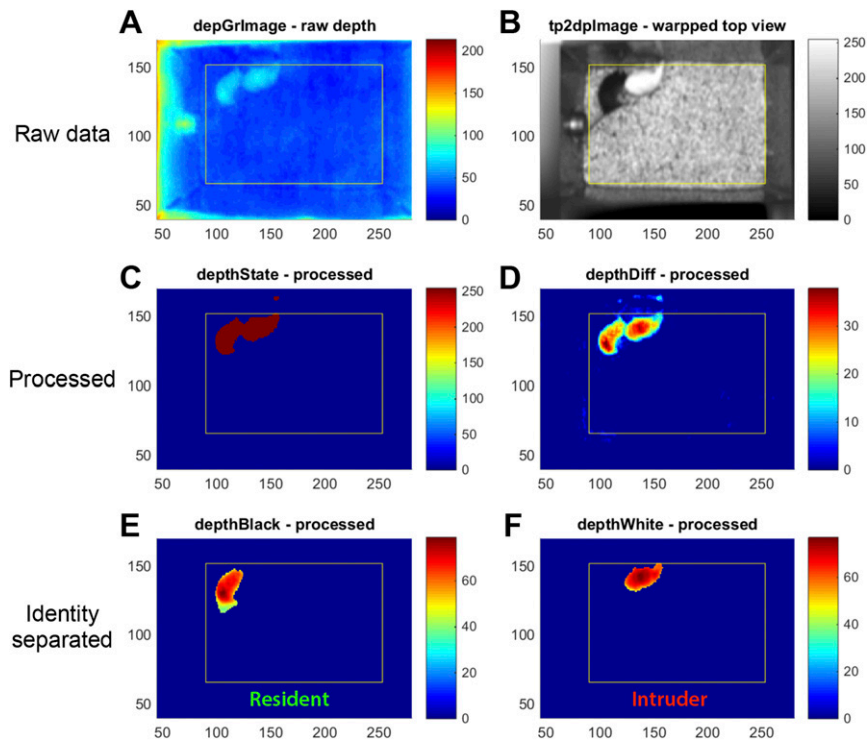 A
depGrImage - raw depth
B
tp2dpImage - warpped top view
Raw data
150
100
50
50 100 150 200 250
200
150
100
50
0
150
100
50
50 100 150 200 250
250
200
150
100
50
0
C
depthState - processed
D
depthDiff - processed
Processed
150
100
50
50 100 150 200 250
250
200
150
100
50
0
150
100
50
50 100 150 200 250
30
20
10
0
E
depthBlack - processed
F
depthWhite - processed
Identity
separated
150
100
50
Resident
50 100 150 200 250
60
40
20
0
150
100
50
Intruder
50 100 150 200 250
60
40
20
0